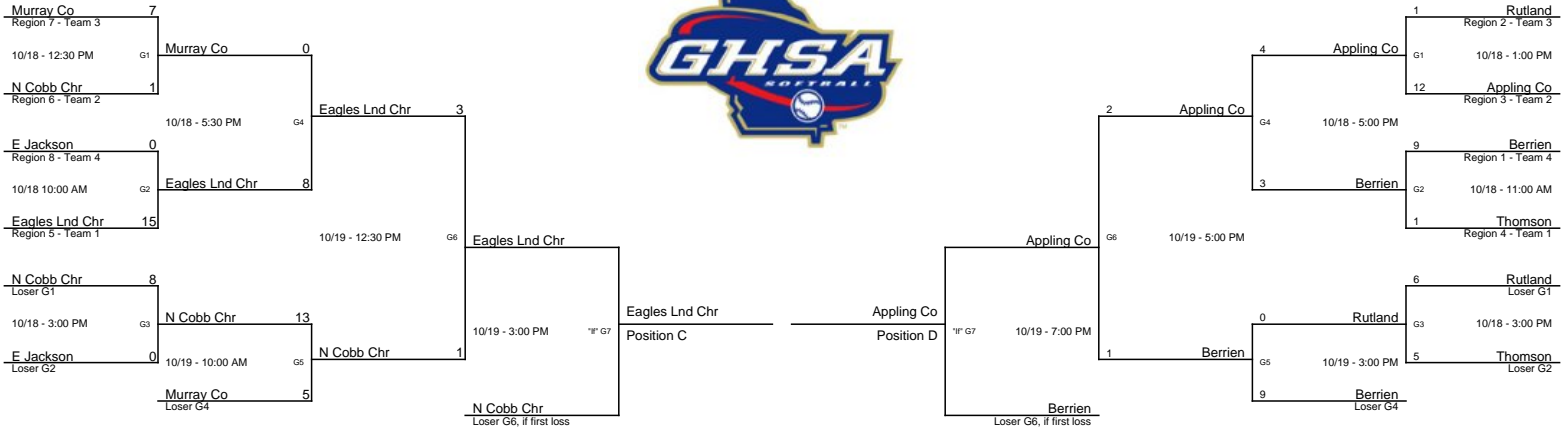 Murray Co 7
Region 7 - Team 3
10/18 - 12:30 PM G1
N Cobb Chr 1
Region 6 - Team 2
Murray Co 0
10/18 - 5:30 PM G4
E Jackson 0
Region 8 - Team 4
10/18 10:00 AM G2
Eagles Lnd Chr 15
Region 5 - Team 1
Eagles Lnd Chr 8
Eagles Lnd Chr 3
10/19 - 12:30 PM G6
N Cobb Chr 8
Loser G1
10/18 - 3:00 PM G3
E Jackson 0
Loser G2
N Cobb Chr 13
10/19 - 10:00 AM G5
Murray Co 5
Loser G4
N Cobb Chr 1
Eagles Lnd Chr
10/19 - 3:00 PM "If" G7
N Cobb Chr
Loser G6, if first loss
Eagles Lnd Chr
Position C
GHSA
SOFTBALL
TM
1 Rutland
Region 2 - Team 3
G1 10/18 - 1:00 PM
12 Appling Co
Region 3 - Team 2
4 Appling Co
G4 10/18 - 5:00 PM
9 Berrien
Region 1 - Team 4
G2 10/18 - 11:00 AM
1 Thomson
Region 4 - Team 1
3 Berrien
2 Appling Co
G6 10/19 - 5:00 PM
6 Rutland
Loser G1
G3 10/18 - 3:00 PM
5 Thomson
Loser G2
0 Rutland
G5 10/19 - 3:00 PM
9 Berrien
Loser G4
1 Berrien
Appling Co
"If" G7 10/19 - 7:00 PM
Berrien
Loser G6, if first loss
Appling Co
Position D